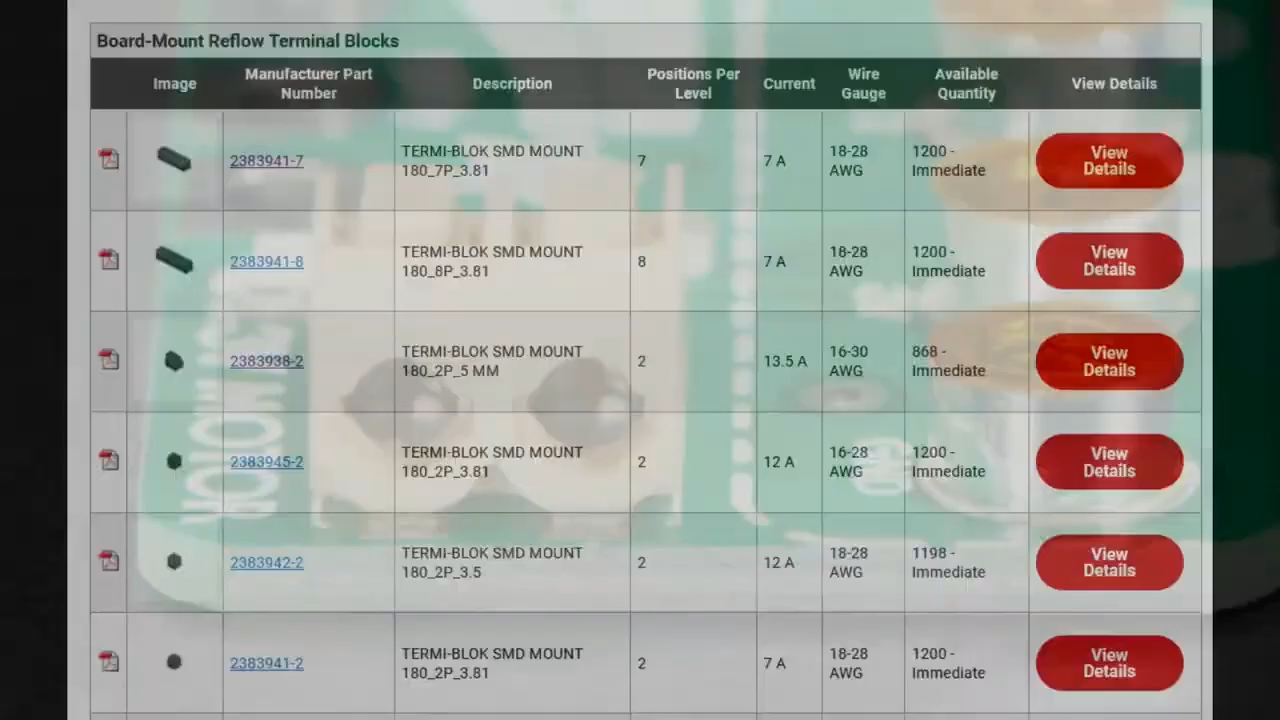 Board-Mount Reflow Terminal Blocks
Image
Manufacturer Part
Number
Description
Positions Per
Level
Current
Wire
Gauge
Available
Quantity
View Details
2383941-7
TERMI-BLOK SMD MOUNT
180_7P_3.81
7
7 A
18-28
AWG
1200 -
Immediate
View
Details
2383941-8
TERMI-BLOK SMD MOUNT
180_8P_3.81
8
7 A
18-28
AWG
1200 -
Immediate
View
Details
2383938-2
TERMI-BLOK SMD MOUNT
180_2P_5 MM
2
13.5 A
16-30
AWG
868 -
Immediate
View
Details
2383945-2
TERMI-BLOK SMD MOUNT
180_2P_3.81
2
12 A
16-28
AWG
1200 -
Immediate
View
Details
2383942-2
TERMI-BLOK SMD MOUNT
180_2P_3.5
2
12 A
18-28
AWG
1198 -
Immediate
View
Details
2383941-2
TERMI-BLOK SMD MOUNT
180_2P_3.81
2
7 A
18-28
AWG
1200 -
Immediate
View
Details
MOTOR